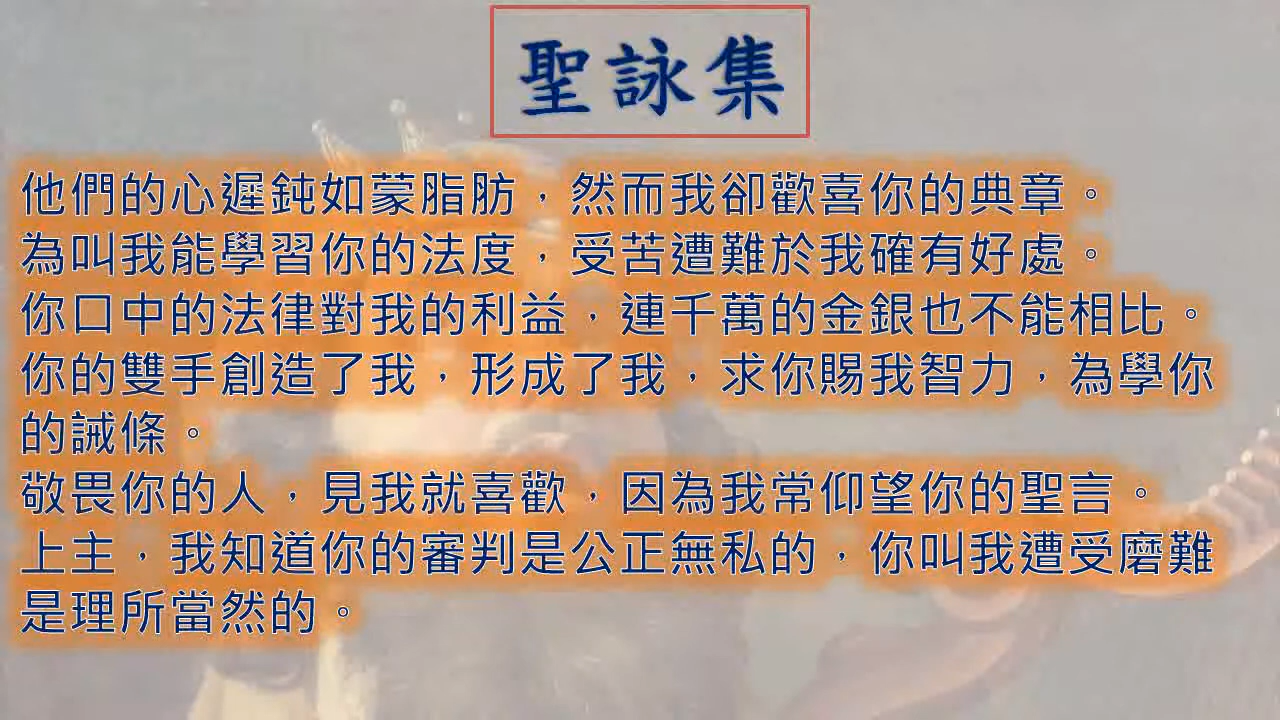 聖詠集
他們的心遲鈍如蒙脂肪，然而我卻歡喜你的典章。
為叫我能學習你的法度，受苦遭難於我確有好處。
你口中的法律對我的利益，連千萬的金銀也不能相比。
你的雙手創造了我，形成了我，求你賜我智力，為學你
的誡條。
敬畏你的人，見我就喜歡，因為我常仰望你的聖言。
上主，我知道你的審判是公正無私的，你叫我遭受磨難
是理所當然的。